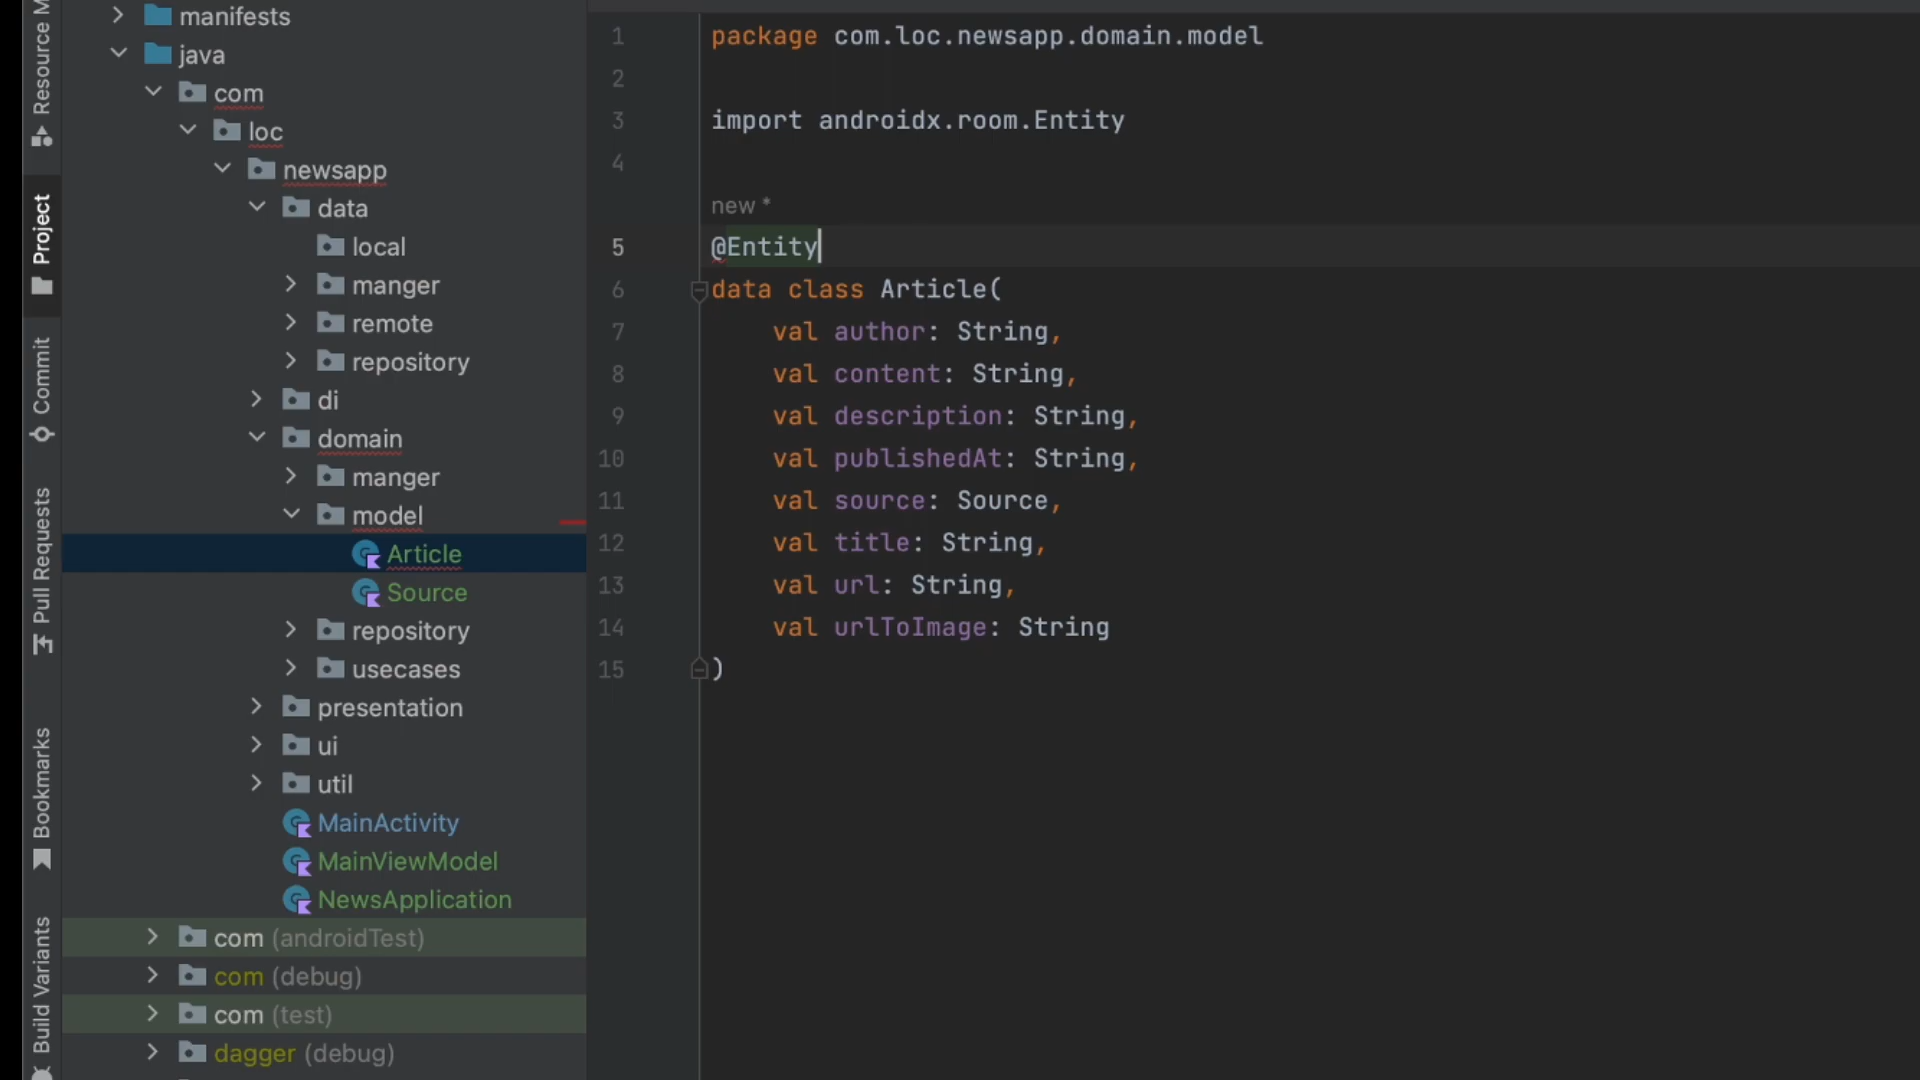 Resource M
Project
Commit
Pull Requests
Bookmarks
Build Variants
manifests
java
com
loc
newsapp
data
local
manger
remote
repository
di
domain
manger
model
Article
Source
repository
usecases
presentation
ui
util
MainActivity
MainViewModel
NewsApplication
com (androidTest)
com (debug)
com (test)
dagger (debug)
1 package com.loc.newsapp.domain.model
2
3 import androidx.room.Entity
4
new *
5 @Entity
6 data class Article(
7 val author: String,
8 val content: String,
9 val description: String,
10 val publishedAt: String,
11 val source: Source,
12 val title: String,
13 val url: String,
14 val urlToImage: String
15 )